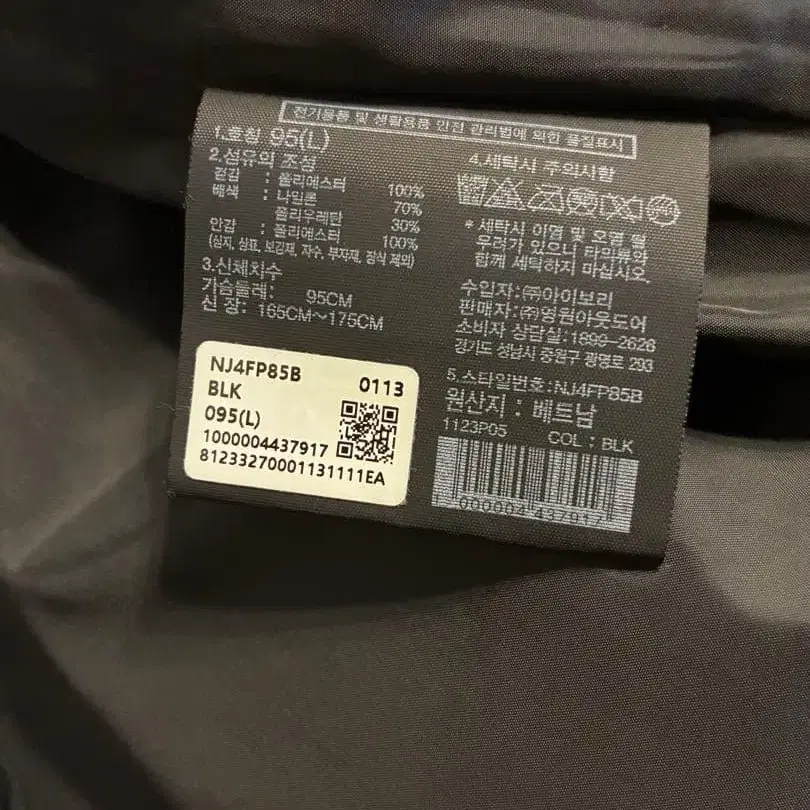 전기용품 및 생활용품 안전 관리법에 의한 품질표시
1.호칭 95(L)
2.섬유의 조성
겉감 : 폴리에스터 100%
배색 : 나일론 70%
폴리우레탄 30%
안감 : 폴리에스터 100%
(심지, 상표, 보강재, 자수, 부자재, 장식 제외)
3.신체치수
가슴둘레: 95CM
신 장: 165CM~175CM
4.세탁시 주의사항
* 세탁시 이염 및 오염 될
우려가 있으니 타의류와
함께 세탁하지 마십시오.
수입자:㈜아이보리
판매자:㈜영원아웃도어
소비자 상담실:1899-2626
경기도 성남시 중원구 광명로 293
5.스타일번호:NJ4FP85B
원산지 : 베트남
1123P05 COL : BLK
1000004 437917
NJ4FP85B 0113
BLK
095(L)
1000004437917
81233270001131111EA